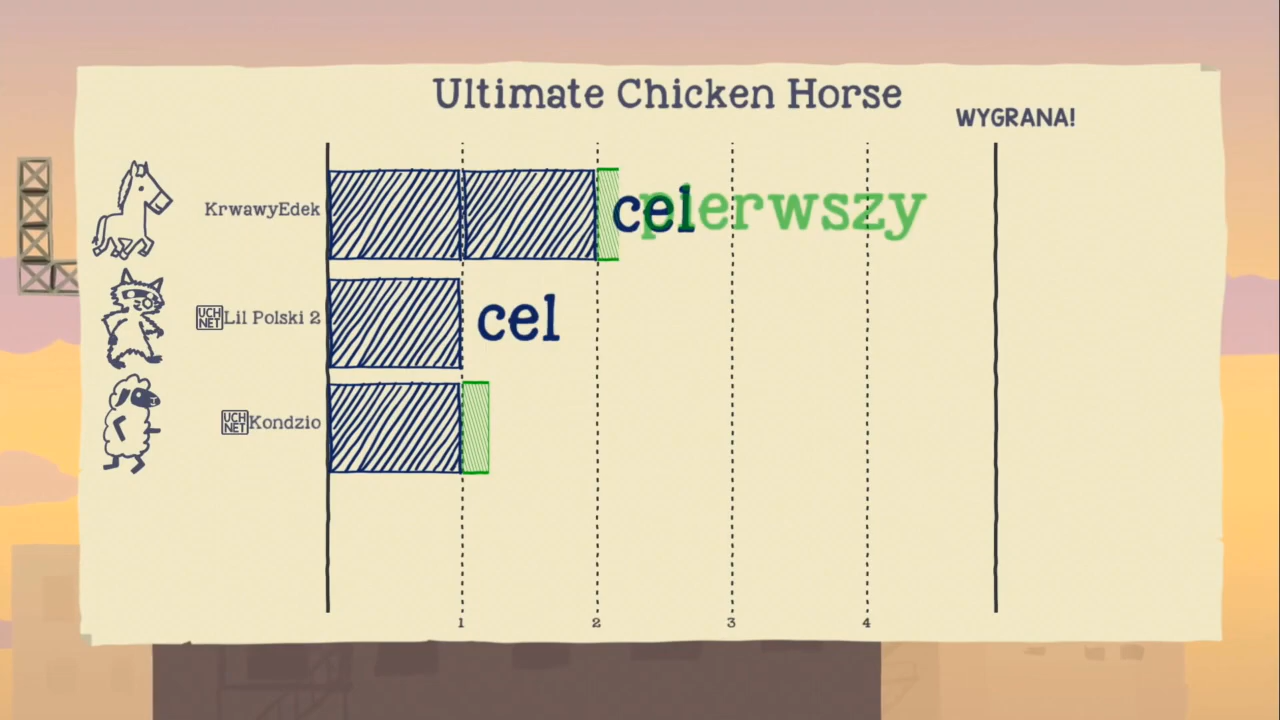 Ultimate Chicken Horse
WYGRANA!
KrwawyEdek cel pierwszy
UCH NET Lil Polski 2 cel
UCH NET Kondzio
1 2 3 4